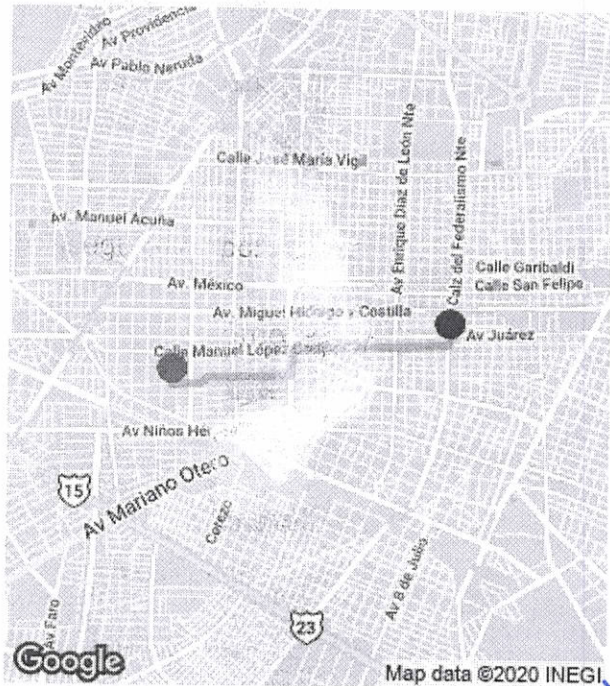 Av Montevideo
Av Providencia
Av Pablo Neruda
Calle José María Vigil
Av Enrique Díaz de León Nte
Calz del Federalismo Nte
Av. Manuel Acuña
Calle Garibaldi
Calle San Felipe
Av. México
Av. Miguel Hidalgo y Costilla
Av Juárez
Calle Manuel López
Av Niños
15
Av Mariano Otero
Av 8 de Julio
Av Faro
23
Google
Map data ©2020 INEGI